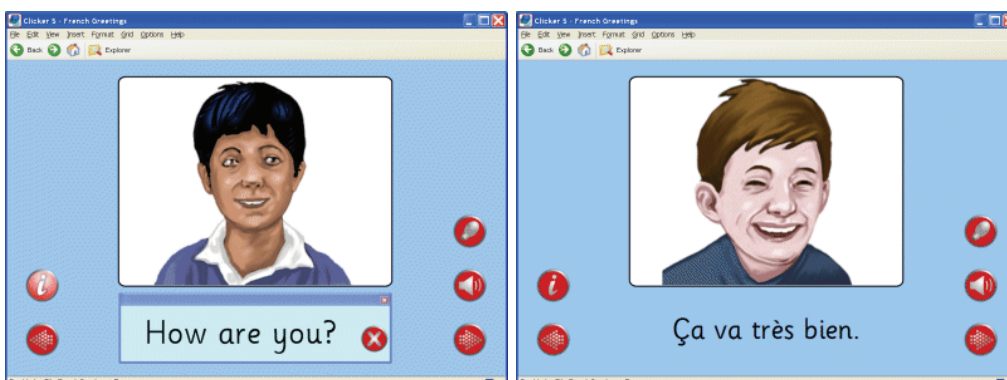 Clicker 5 - French Greetings
File Edit View Insert Format Grid Options Help
Back Explorer
How are you?
Clicker 5 - French Greetings
File Edit View Insert Format Grid Options Help
Back Explorer
Ça va très bien.